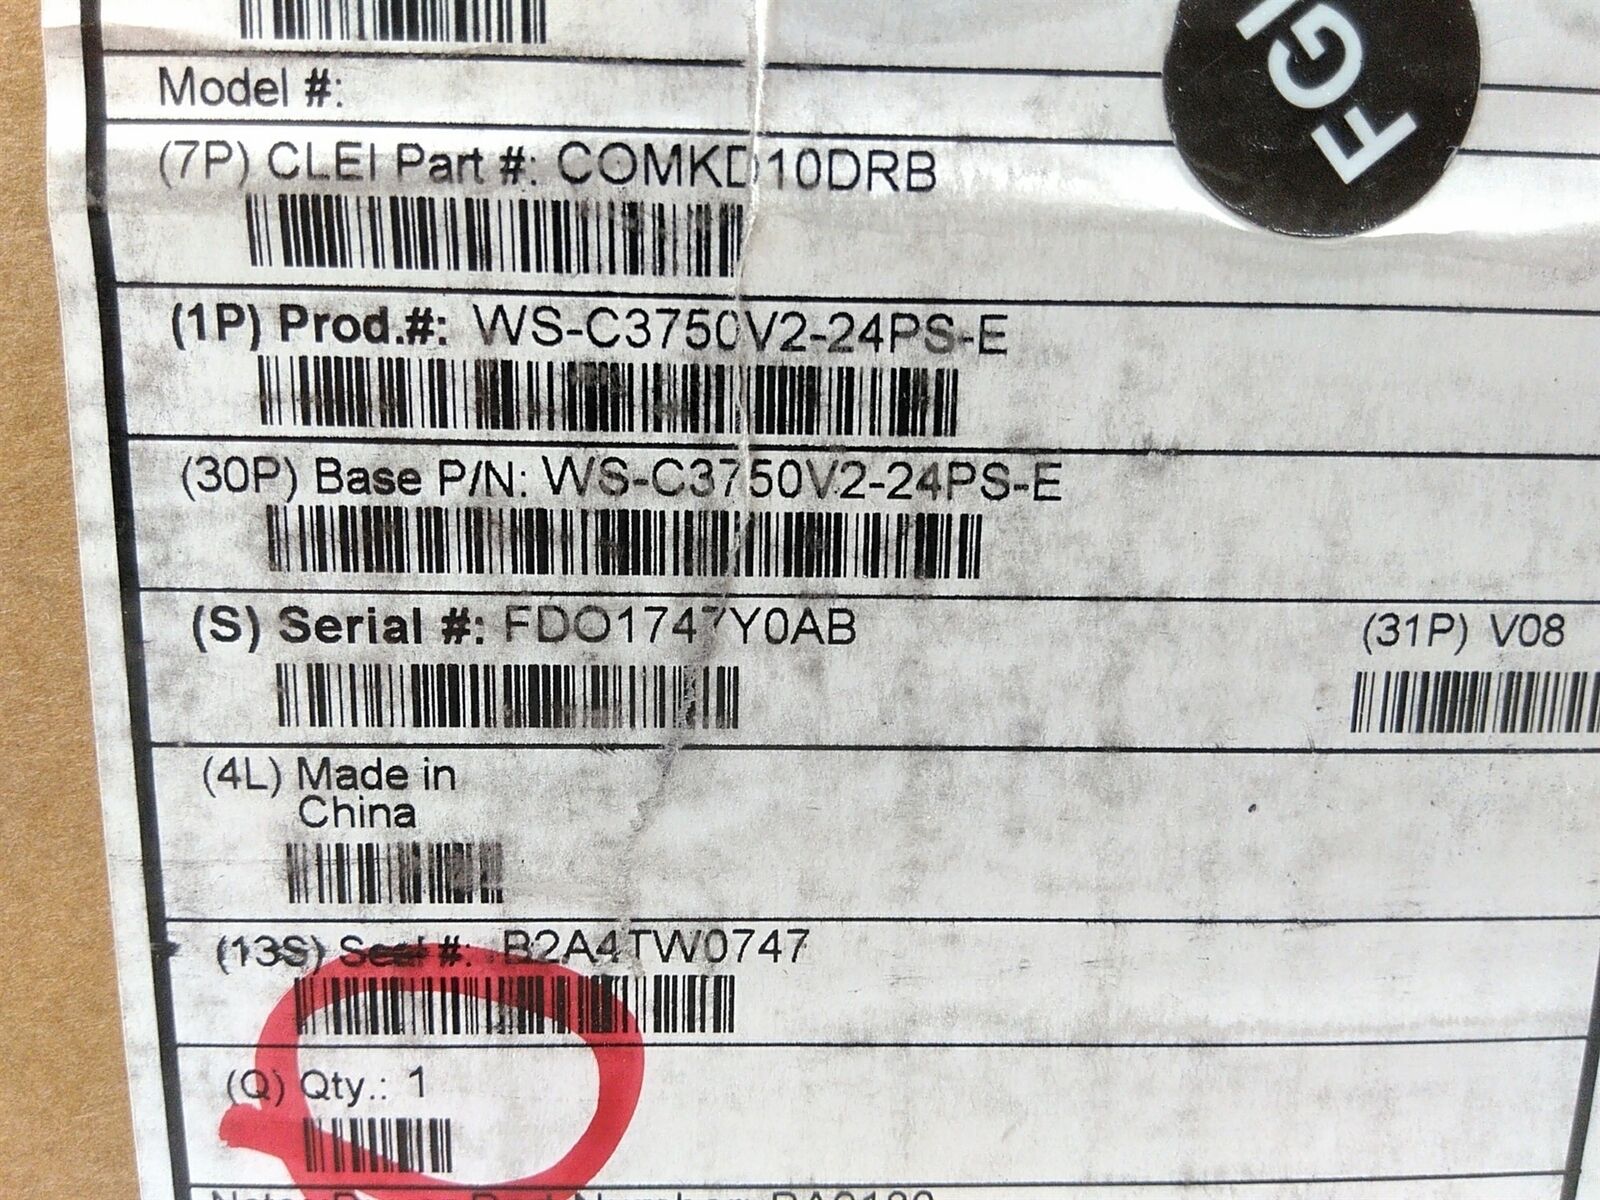 FGI
Model #:
(7P) CLEI Part #: COMKD10DRB
(1P) Prod.#: WS-C3750V2-24PS-E
(30P) Base P/N: WS-C3750V2-24PS-E
(S) Serial #: FDO1747Y0AB
(31P) V08
(4L) Made in
China
(13S) Seal #: B2A4TW0747
(Q) Qty.: 1